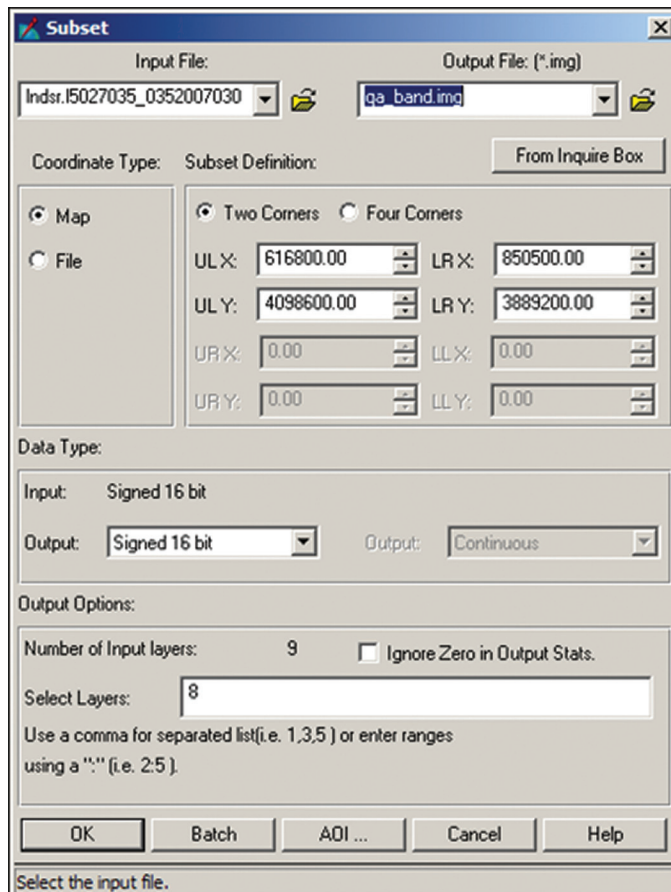 Subset
Input File: Output File: (*.img)
lndsr.l5027035_0352007030 qa_band.img
Coordinate Type: Subset Definition: From Inquire Box
Map Two Corners Four Corners
File UL X: 616800.00 LR X: 850500.00
UL Y: 4098600.00 LR Y: 3889200.00
UR X: 0.00 LL X: 0.00
UR Y: 0.00 LL Y: 0.00
Data Type:
Input: Signed 16 bit
Output: Signed 16 bit Output: Continuous
Output Options:
Number of Input layers: 9 Ignore Zero in Output Stats.
Select Layers: 8
Use a comma for separated list(i.e. 1,3,5 ) or enter ranges
using a ":" (i.e. 2:5 ).
OK Batch AOI ... Cancel Help
Select the input file.